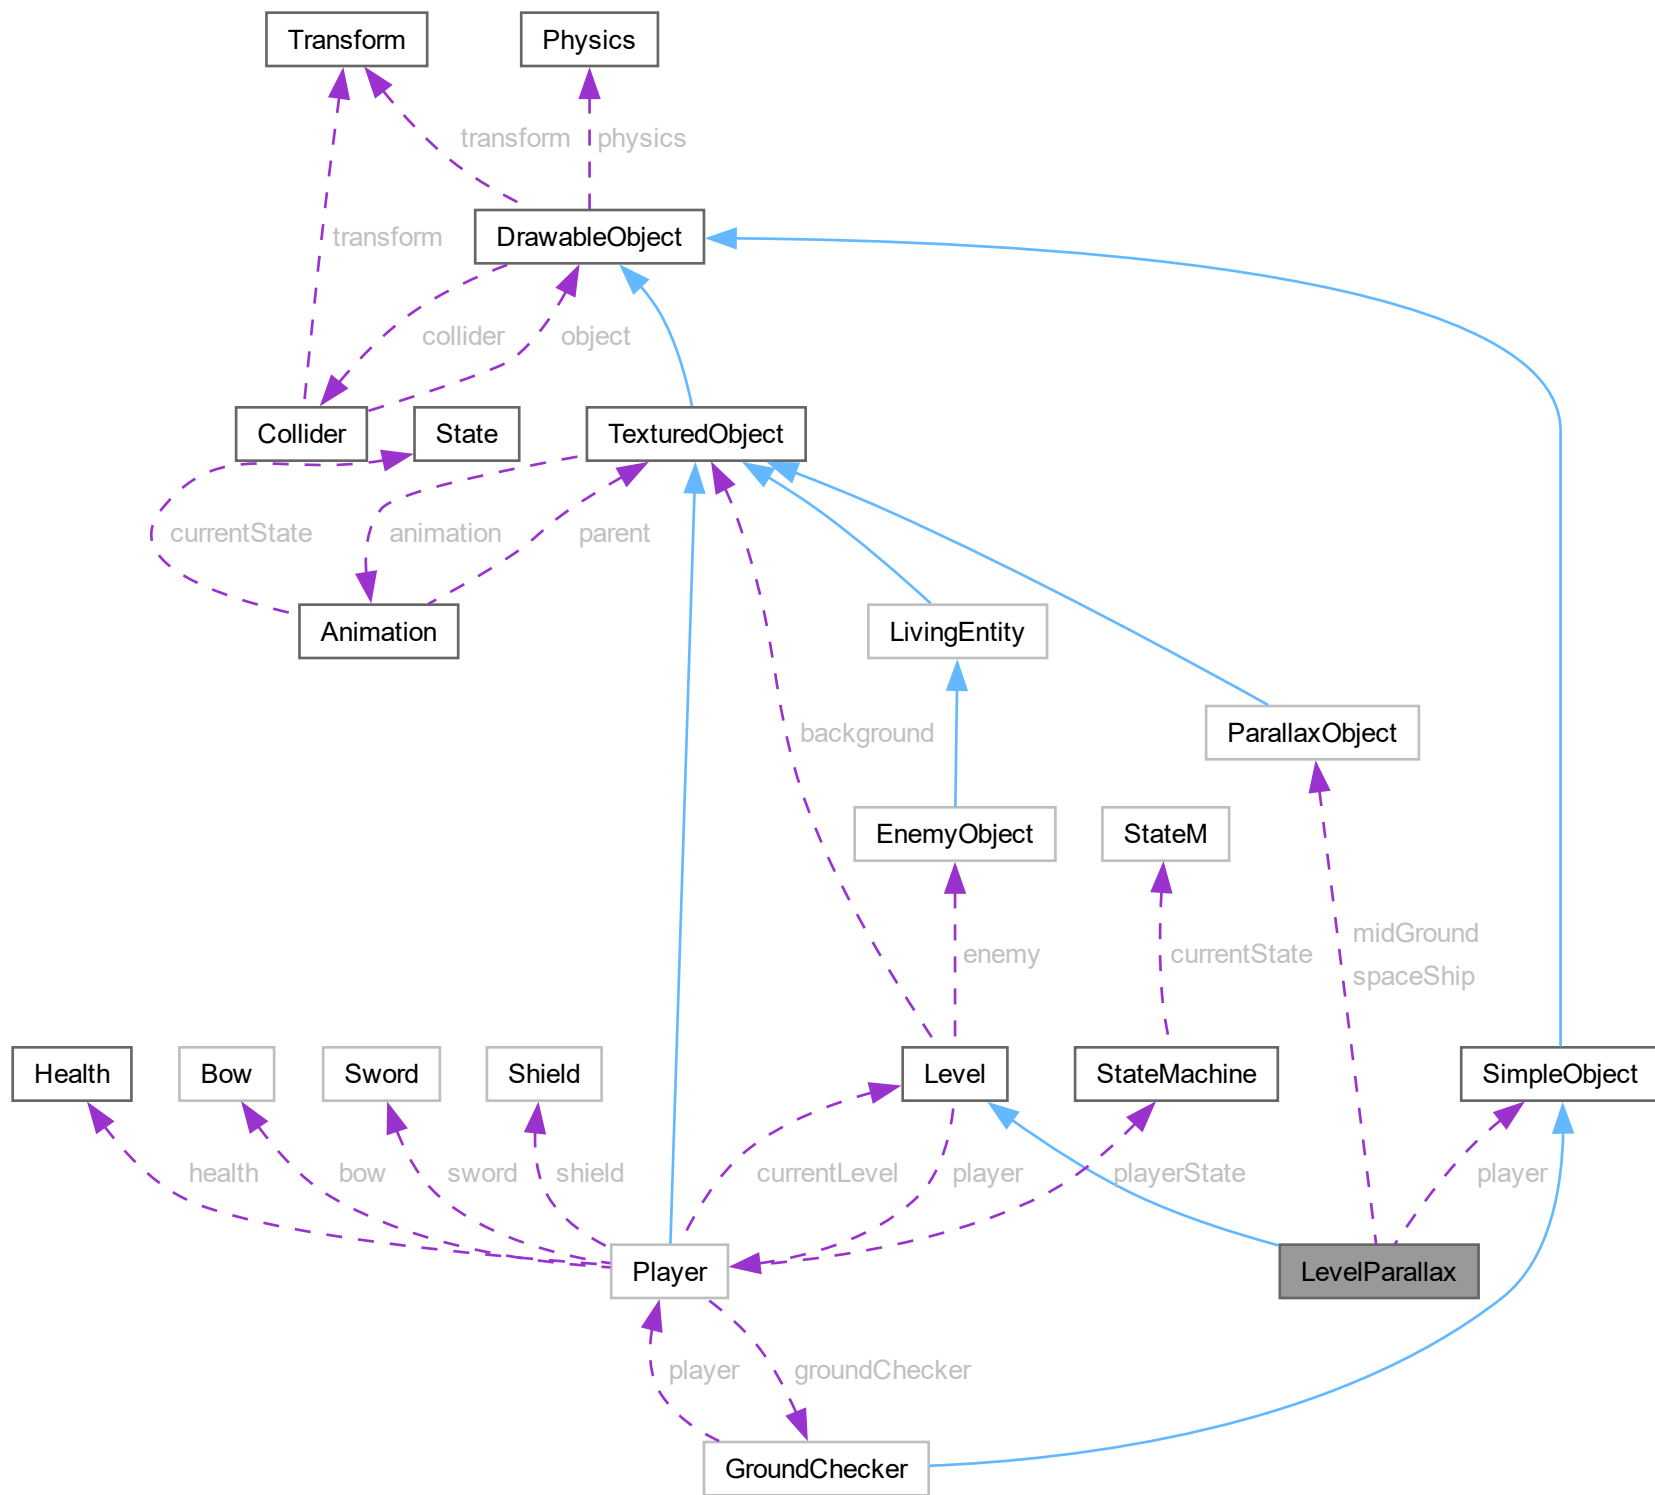 Transform
Physics
transform
physics
transform
DrawableObject
collider
object
Collider
State
TexturedObject
currentState
animation
parent
Animation
LivingEntity
background
ParallaxObject
EnemyObject
StateM
midGround
spaceShip
enemy
currentState
Health
Bow
Sword
Shield
Level
StateMachine
SimpleObject
health
bow
sword
shield
currentLevel
player
playerState
player
Player
LevelParallax
player
groundChecker
GroundChecker